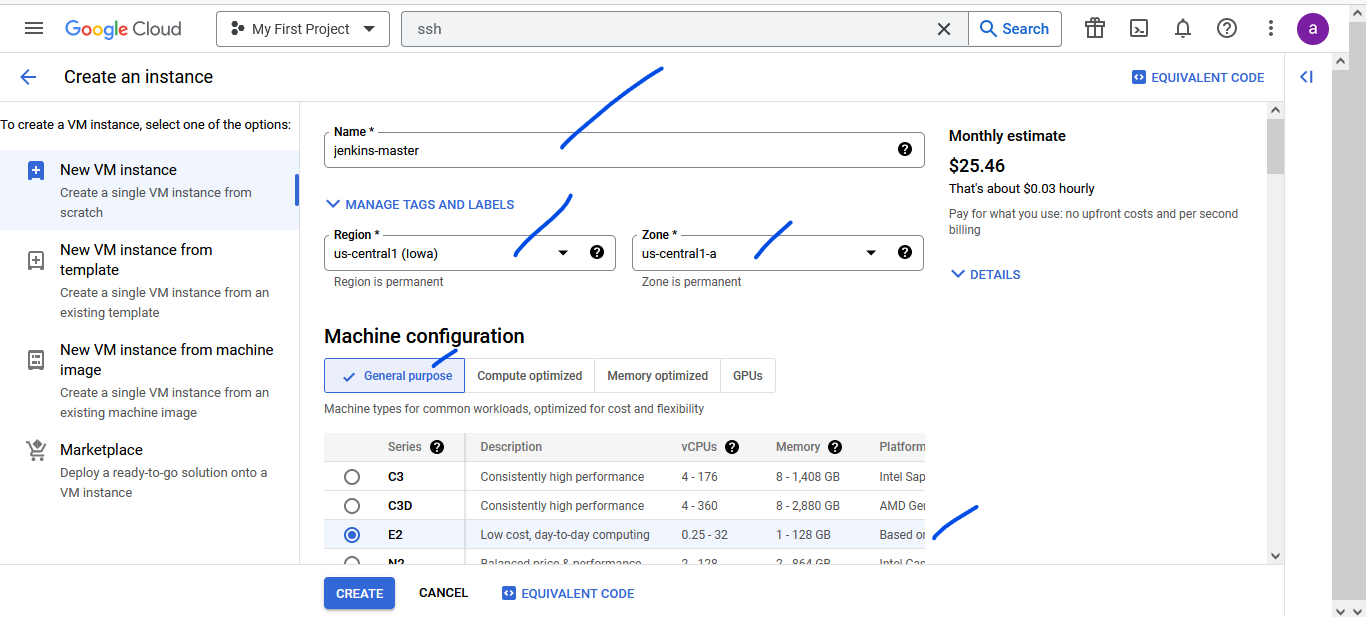 Google Cloud
My First Project
ssh
Search
a
Create an instance
EQUIVALENT CODE
To create a VM instance, select one of the options:
New VM instance
Create a single VM instance from
scratch
New VM instance from
template
Create a single VM instance from an
existing template
New VM instance from machine
image
Create a single VM instance from an
existing machine image
Marketplace
Deploy a ready-to-go solution onto a
VM instance
Name *
jenkins-master
MANAGE TAGS AND LABELS
Region *
us-central1 (Iowa)
Region is permanent
Zone *
us-central1-a
Zone is permanent
Machine configuration
General purpose
Compute optimized
Memory optimized
GPUs
Machine types for common workloads, optimized for cost and flexibility
Series Description vCPUs Memory Platform
C3 Consistently high performance 4 - 176 8 - 1,408 GB Intel Sap
C3D Consistently high performance 4 - 360 8 - 2,880 GB AMD Ger
E2 Low cost, day-to-day computing 0.25 - 32 1 - 128 GB Based on
N2 Balanced price & performance 2 - 128 2 - 864 GB Intel Cas
Monthly estimate
$25.46
That's about $0.03 hourly
Pay for what you use: no upfront costs and per second
billing
DETAILS
CREATE
CANCEL
EQUIVALENT CODE